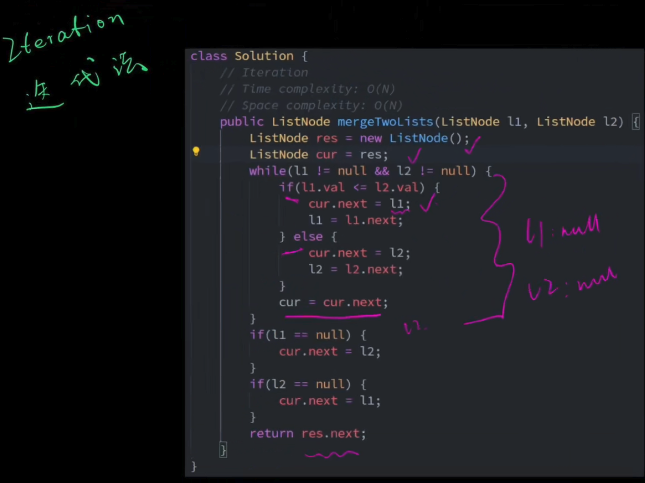 Iteration
迭代法
class Solution {
// Iteration
// Time complexity: O(N)
// Space complexity: O(N)
public ListNode mergeTwoLists(ListNode l1, ListNode l2) {
ListNode res = new ListNode();
ListNode cur = res;
while(l1 != null && l2 != null) {
if(l1.val <= l2.val) {
cur.next = l1;
l1 = l1.next;
} else {
cur.next = l2;
l2 = l2.next;
}
cur = cur.next;
}
if(l1 == null) {
cur.next = l2;
}
if(l2 == null) {
cur.next = l1;
}
return res.next;
}
}
l1:null
l2:null